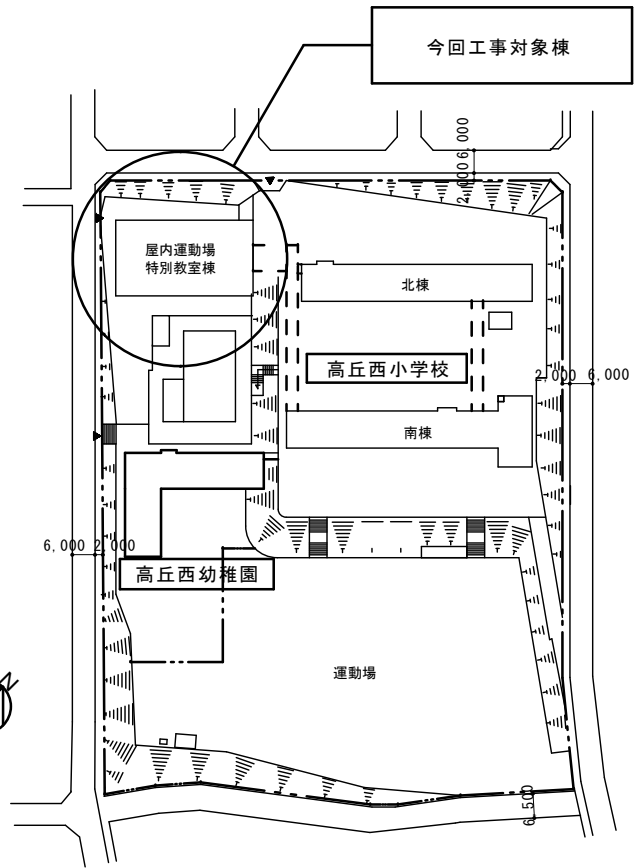 今回工事対象棟
6,000
2,000
屋内運動場
特別教室棟
北棟
高丘西小学校
2,000 6,000
南棟
6,000 2,000
高丘西幼稚園
運動場
6,500